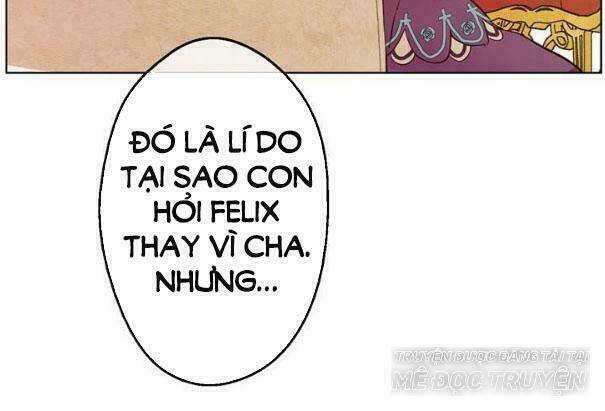 ĐÓ LÀ LÍ DO
TẠI SAO CON
HỎI FELIX
THAY VÌ CHA.
NHƯNG...
TRUYỆN ĐƯỢC ĐĂNG TẢI TẠI
MÊ ĐỌC TRUYỆN